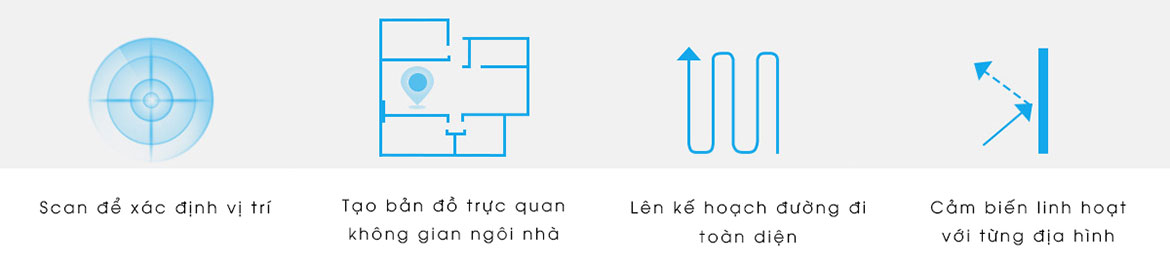 Scan để xác định vị trí
Tạo bản đồ trực quan
không gian ngôi nhà
Lên kế hoạch đường đi
toàn diện
Cảm biến linh hoạt
với từng địa hình